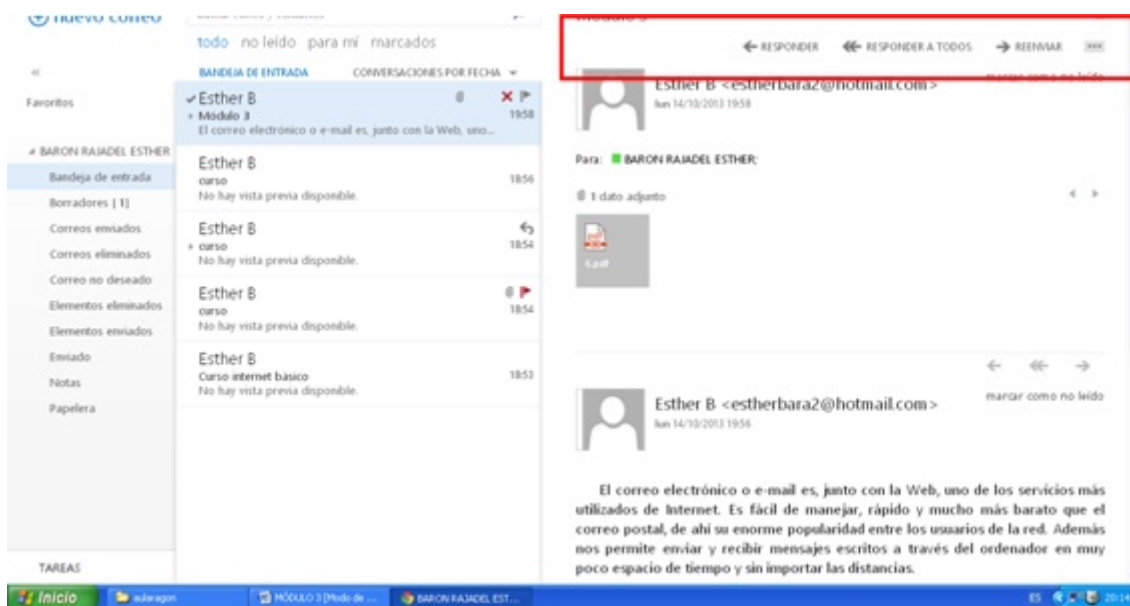 nuevo correo
todo no leído para mí marcados
BANDEJA DE ENTRADA CONVERSACIONES POR FECHA
Favoritos
BARON RAJADEL ESTHER
Bandeja de entrada
Borradores [1]
Correos enviados
Correos eliminados
Correo no deseado
Elementos eliminados
Elementos enviados
Enviado
Notas
Papelera
TAREAS
Esther B
Módulo 3 19:58
El correo electrónico o e-mail es, junto con la Web, uno...
Esther B
curso 18:56
No hay vista previa disponible.
Esther B
curso 18:54
No hay vista previa disponible.
Esther B
curso 18:54
No hay vista previa disponible.
Esther B
Curso internet básico 18:53
No hay vista previa disponible.
RESPONDER RESPONDER A TODOS REENVIAR
marcar como no leído
Esther B <estherbara2@hotmail.com>
lun 14/10/2013 19:58
Para: BARON RAJADEL ESTHER;
1 dato adjunto
6.pdf
marcar como no leído
Esther B <estherbara2@hotmail.com>
lun 14/10/2013 19:56
El correo electrónico o e-mail es, junto con la Web, uno de los servicios más
utilizados de Internet. Es fácil de manejar, rápido y mucho más barato que el
correo postal, de ahi su enorme popularidad entre los usuarios de la red. Además
nos permite enviar y recibir mensajes escritos a través del ordenador en muy
poco espacio de tiempo y sin importar las distancias.
Inicio aularagon MÓDULO 3 [Modo de ... BARON RAJADEL EST... ES 20:14